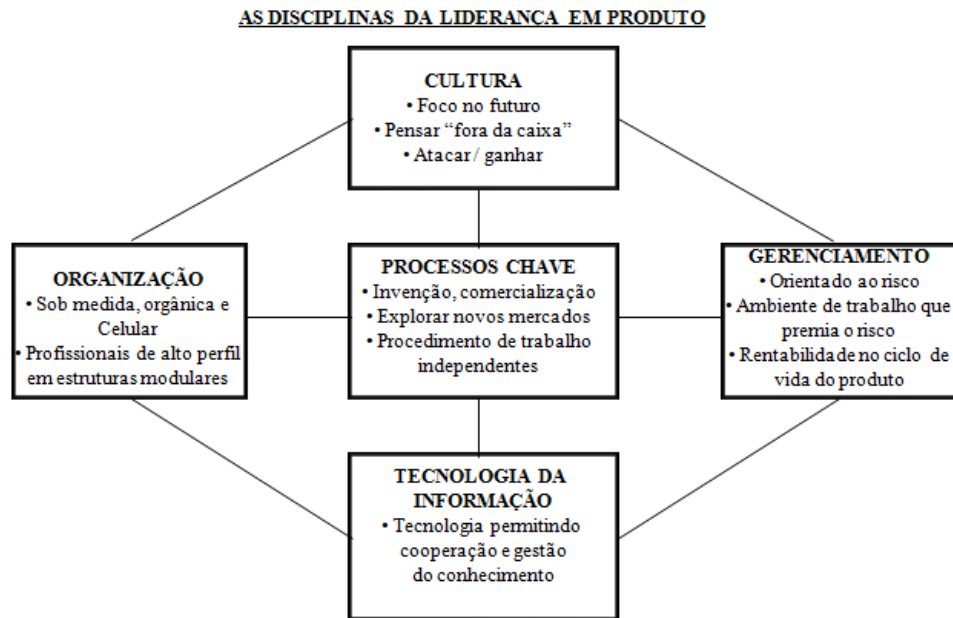 AS DISCIPLINAS DA LIDERANCA EM PRODUTO
CULTURA
• Foco no futuro
• Pensar “fora da caixa”
• Atacar / ganhar
ORGANIZAÇÃO
• Sob medida, orgânica e
Celular
• Profissionais de alto perfil
em estruturas modulares
PROCESSOS CHAVE
• Invenção, comercialização
• Explorar novos mercados
• Procedimento de trabalho
independentes
GERENCIAMENTO
• Orientado ao risco
• Ambiente de trabalho que
premia o risco
• Rentabilidade no ciclo de
vida do produto
TECNOLOGIA DA
INFORMAÇÃO
• Tecnologia permitindo
cooperação e gestão
do conhecimento